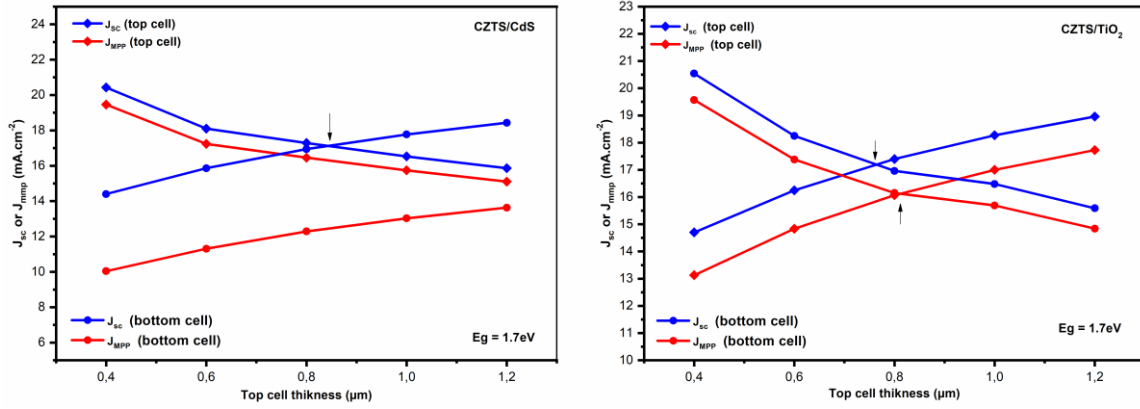 J_SC (top cell)
J_MPP (top cell)
CZTS/CdS
24
22
20
18
16
14
12
10
8
6
J_sc or J_mmp (mA.cm⁻²)
J_sc (bottom cell)
J_MPP (bottom cell)
Eg = 1.7eV
0,4
0,6
0,8
1,0
1,2
Top cell thikness (µm)
J_sc (top cell)
J_MPP (top cell)
CZTS/TiO₂
23
22
21
20
19
18
17
16
15
14
13
12
11
10
J_sc or J_mmp (mA.cm⁻²)
J_sc (bottom cell)
J_MPP (bottom cell)
Eg = 1.7eV
0,4
0,6
0,8
1,0
1,2
Top cell thikness (µm)